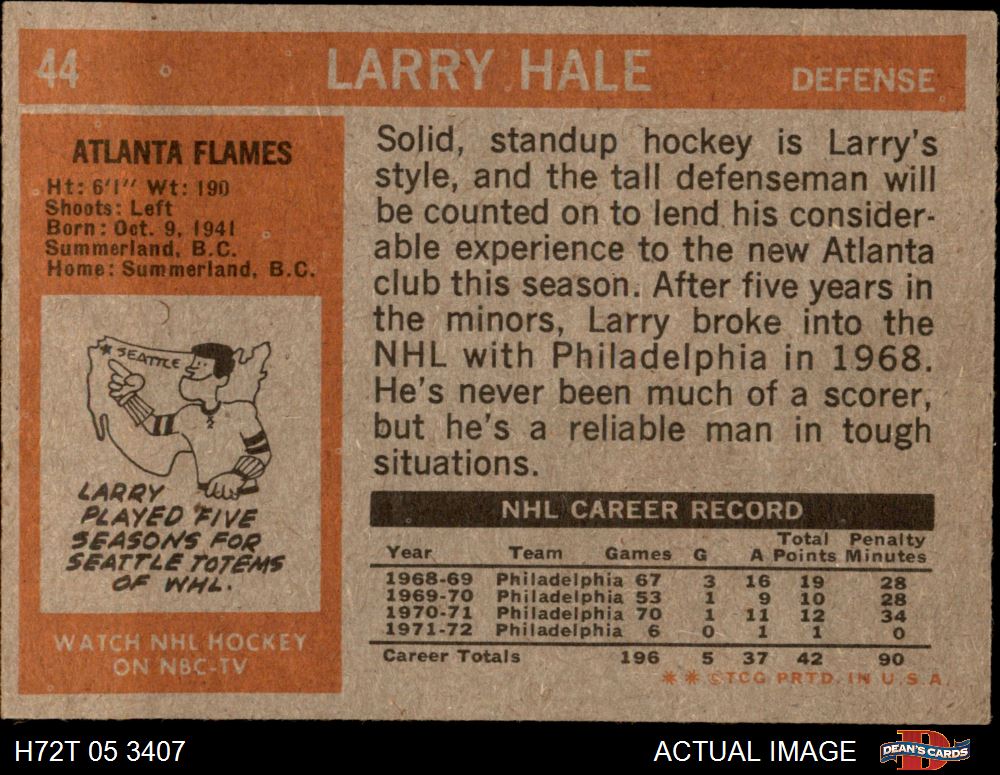 44 LARRY HALE DEFENSE
ATLANTA FLAMES
Ht: 6'1" Wt: 190
Shoots: Left
Born: Oct. 9, 1941
Summerland, B.C.
Home: Summerland, B.C.
* SEATTLE
LARRY
PLAYED FIVE
SEASONS FOR
SEATTLE TOTEMS
OF WHL.
WATCH NHL HOCKEY
ON NBC-TV
Solid, standup hockey is Larry's
style, and the tall defenseman will
be counted on to lend his consider-
able experience to the new Atlanta
club this season. After five years in
the minors, Larry broke into the
NHL with Philadelphia in 1968.
He's never been much of a scorer,
but he's a reliable man in tough
situations.
NHL CAREER RECORD
Year Team Games G A Total Points Penalty Minutes
1968-69 Philadelphia 67 3 16 19 28
1969-70 Philadelphia 53 1 9 10 28
1970-71 Philadelphia 70 1 11 12 34
1971-72 Philadelphia 6 0 1 1 0
Career Totals 196 5 37 42 90
* * ©TCG PRTD. IN U.S.A.
H72T 05 3407 ACTUAL IMAGE DEAN'S CARDS